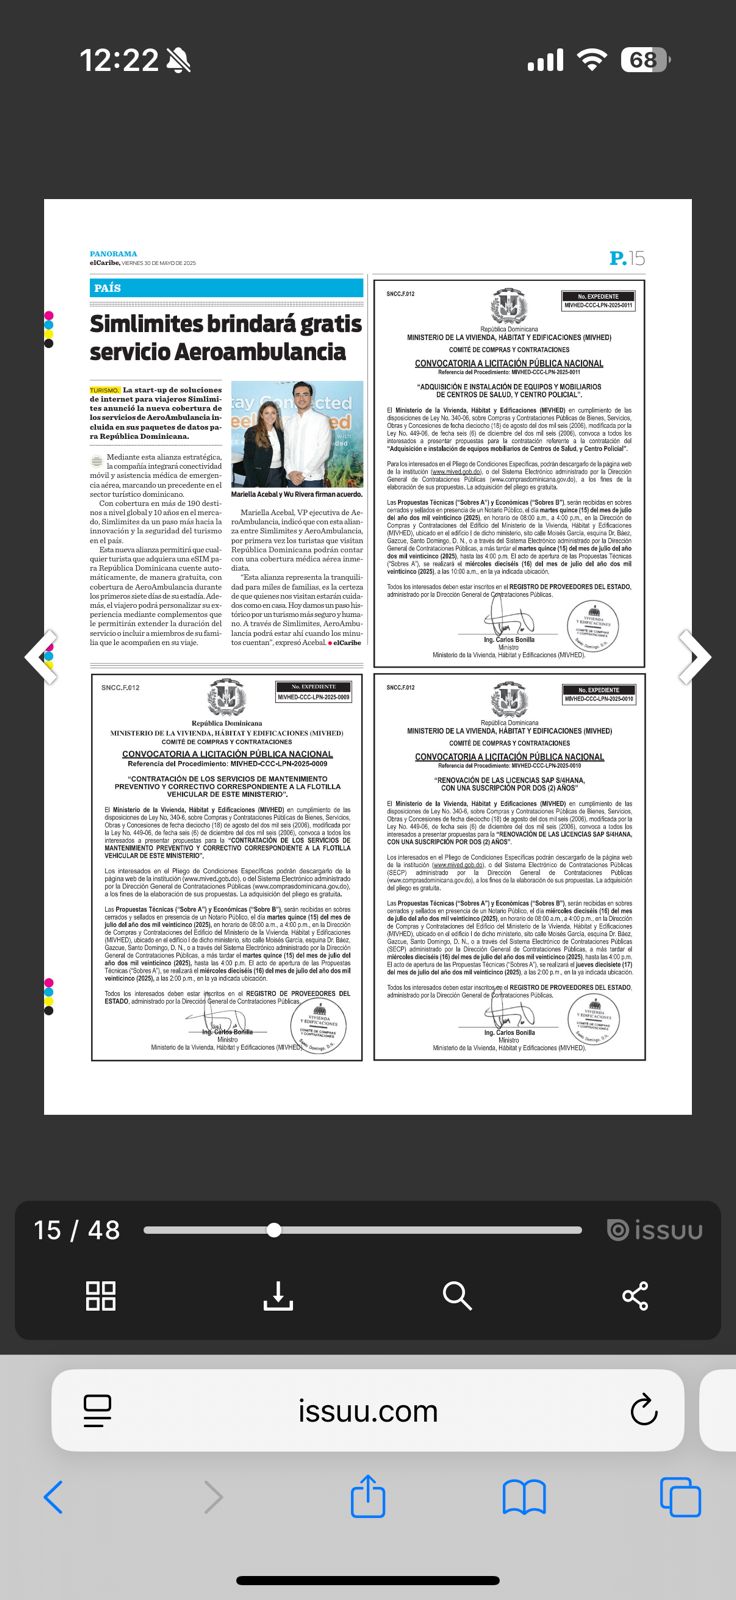 12:22
68
PANORAMA
elCaribe, VIERNES 30 DE MAYO DE 2025
P.15
PAÍS
Simlimites brindará gratis
servicio Aeroambulancia
TURISMO. La start-up de soluciones
de internet para viajeros Simlimi-
tes anunció la nueva cobertura de
los servicios de AeroAmbulancia in-
cluida en sus paquetes de datos pa-
ra República Dominicana.
Mediante esta alianza estratégica,
la compañía integrará conectividad
móvil y asistencia médica de emergen-
cia aérea, marcando un precedente en el
sector turístico dominicano.
Con cobertura en más de 190 desti-
nos a nivel global y 10 años en el merca-
do, Simlimites da un paso más hacia la
innovación y la seguridad del turismo
en el país.
Esta nueva alianza permitirá que cual-
quier turista que adquiera una eSIM pa-
ra República Dominicana cuente auto-
máticamente, de manera gratuita, con
cobertura de AeroAmbulancia durante
los primeros siete días de su estadía. Ade-
más, el viajero podrá personalizar su ex-
periencia mediante complementos que
le permitirán extender la duración del
servicio o incluir a miembros de su fami-
lia que le acompañen en su viaje.
Mariella Acebal y Wu Rivera firman acuerdo.
Mariella Acebal, VP ejecutiva de Ae-
roAmbulancia, indicó que con esta alian-
za entre Simlimites y AeroAmbulancia,
por primera vez los turistas que visitan
República Dominicana podrán contar
con una cobertura médica aérea inme-
diata.
"Esta alianza representa la tranquili-
dad para miles de familias, es la certeza
de que quienes nos visitan estarán cuida-
dos como en casa. Hoy damos un paso his-
tórico por un turismo más seguro y huma-
no. A través de Simlimites, AeroAmbu-
lancia podrá estar ahí cuando los minu-
tos cuentan", expresó Acebal. ● elCaribe
SNCC.F.012
No. EXPEDIENTE
MIVHED-CCC-LPN-2025-0011
República Dominicana
MINISTERIO DE LA VIVIENDA, HÁBITAT Y EDIFICACIONES (MIVHED)
COMITÉ DE COMPRAS Y CONTRATACIONES
CONVOCATORIA A LICITACIÓN PÚBLICA NACIONAL
Referencia del Procedimiento: MIVHED-CCC-LPN-2025-0011
"ADQUISICIÓN E INSTALACIÓN DE EQUIPOS Y MOBILIARIOS
DE CENTROS DE SALUD, Y CENTRO POLICIAL".
El Ministerio de la Vivienda, Hábitat y Edificaciones (MIVHED) en cumplimiento de las
disposiciones de Ley No. 340-06, sobre Compras y Contrataciones Públicas de Bienes, Servicios,
Obras y Concesiones de fecha dieciocho (18) de agosto del dos mil seis (2006), modificada por
la Ley No. 449-06, de fecha seis (6) de diciembre del dos mil seis (2006), convoca a todos los
interesados a presentar propuestas para la contratación referente a la contratación del
"Adquisición e instalación de equipos mobiliarios de Centros de Salud, y Centro Policial".
Para los interesados en el Pliego de Condiciones Específicas, podrán descargarlo de la página web
de la institución (www.mived.gob.do), o del Sistema Electrónico administrado por la Dirección
General de Contrataciones Públicas (www.comprasdominicana.gov.do), a los fines de la
elaboración de sus propuestas. La adquisición del pliego es gratuita.
Las Propuestas Técnicas ("Sobres A") y Económicas ("Sobres B"), serán recibidas en sobres
cerrados y sellados en presencia de un Notario Público, el día martes quince (15) del mes de julio
del año dos mil veinticinco (2025), en horario de 08:00 a.m., a 4:00 p.m., en la Dirección de
Compras y Contrataciones del Edificio del Ministerio de la Vivienda, Hábitat y Edificaciones
(MIVHED), ubicado en el edificio I de dicho ministerio, sito calle Moisés García, esquina Dr. Báez,
Gazcue, Santo Domingo, D. N., o a través del Sistema Electrónico administrado por la Dirección
General de Contrataciones Públicas, a más tardar el martes quince (15) del mes de julio del
año dos mil veinticinco (2025), hasta las 4:00 p.m. El acto de apertura de las Propuestas Técnicas
("Sobres A"), se realizará el miércoles dieciséis (16) del mes de julio del año dos mil
veinticinco (2025), a las 10:00 a.m., en la ya indicada ubicación.
Todos los interesados deben estar inscritos en el REGISTRO DE PROVEEDORES DEL ESTADO,
administrado por la Dirección General de Contrataciones Públicas.
Ing. Carlos Bonilla
Ministro
Ministerio de la Vivienda, Hábitat y Edificaciones (MIVHED).
SNCC.F.012
No. EXPEDIENTE
MIVHED-CCC-LPN-2025-0009
República Dominicana
MINISTERIO DE LA VIVIENDA, HÁBITAT Y EDIFICACIONES (MIVHED)
COMITÉ DE COMPRAS Y CONTRATACIONES
CONVOCATORIA A LICITACIÓN PÚBLICA NACIONAL
Referencia del Procedimiento: MIVHED-CCC-LPN-2025-0009
"CONTRATACIÓN DE LOS SERVICIOS DE MANTENIMIENTO
PREVENTIVO Y CORRECTIVO CORRESPONDIENTE A LA FLOTILLA
VEHICULAR DE ESTE MINISTERIO".
El Ministerio de la Vivienda, Hábitat y Edificaciones (MIVHED) en cumplimiento de las
disposiciones de Ley No. 340-6, sobre Compras y Contrataciones Públicas de Bienes, Servicios,
Obras y Concesiones de fecha dieciocho (18) de agosto del dos mil seis (2006), modificada por
la Ley No. 449-06, de fecha seis (6) de diciembre del dos mil seis (2006), convoca a todos los
interesados a presentar propuestas para la "CONTRATACIÓN DE LOS SERVICIOS DE
MANTENIMIENTO PREVENTIVO Y CORRECTIVO CORRESPONDIENTE A LA FLOTILLA
VEHICULAR DE ESTE MINISTERIO",
Los interesados en el Pliego de Condiciones Específicas podrán descargarlo de la
página web de la institución (www.mived.gob.do), o del Sistema Electrónico administrado
por la Dirección General de Contrataciones Públicas (www.comprasdominicana.gov.do),
a los fines de la elaboración de sus propuestas. La adquisición del pliego es gratuita.
Las Propuestas Técnicas ("Sobre A") y Económicas ("Sobre B"), serán recibidas en sobres
cerrados y sellados en presencia de un Notario Público, el día martes quince (15) del mes de
julio del año dos mil veinticinco (2025), en horario de 08:00 a.m., a 4:00 p.m., en la Dirección
de Compras y Contrataciones del Edificio del Ministerio de la Vivienda, Hábitat y Edificaciones
(MIVHED), ubicado en el edificio I de dicho ministerio, sito calle Moisés García, esquina Dr. Báez,
Gazcue, Santo Domingo, D. N., o a través del Sistema Electrónico administrado por la Dirección
General de Contrataciones Públicas, a más tardar el martes quince (15) del mes de julio del
año dos mil veinticinco (2025), hasta las 4:00 p.m. El acto de apertura de las Propuestas
Técnicas ("Sobres A"), se realizará el miércoles dieciséis (16) del mes de julio del año dos mil
veinticinco (2025), a las 2:00 p.m., en la ya indicada ubicación.
Todos los interesados deben estar inscritos en el REGISTRO DE PROVEEDORES DEL
ESTADO, administrado por la Dirección General de Contrataciones Públicas.
Ing. Carlos Bonilla
Ministro
Ministerio de la Vivienda, Hábitat y Edificaciones (MIVHED).
SNCC.F.012
No. EXPEDIENTE
MIVHED-CCC-LPN-2025-0010
República Dominicana
MINISTERIO DE LA VIVIENDA, HÁBITAT Y EDIFICACIONES (MIVHED)
COMITÉ DE COMPRAS Y CONTRATACIONES
CONVOCATORIA A LICITACIÓN PÚBLICA NACIONAL
Referencia del Procedimiento: MIVHED-CCC-LPN-2025-0010
"RENOVACIÓN DE LAS LICENCIAS SAP S/4HANA,
CON UNA SUSCRIPCIÓN POR DOS (2) AÑOS"
El Ministerio de la Vivienda, Hábitat y Edificaciones (MIVHED) en cumplimiento de las
disposiciones de Ley No. 340-6, sobre Compras y Contrataciones Públicas de Bienes, Servicios,
Obras y Concesiones de fecha dieciocho (18) de agosto del dos mil seis (2006), modificada por la
Ley No. 449-06, de fecha seis (6) de diciembre del dos mil seis (2006), convoca a todos los
interesados a presentar propuestas para la "RENOVACIÓN DE LAS LICENCIAS SAP S/4HANA,
CON UNA SUSCRIPCIÓN POR DOS (2) AÑOS".
Los interesados en el Pliego de Condiciones Específicas podrán descargarlo de la página web
de la institución (www.mived.gob.do), o del Sistema Electrónico de Contrataciones Públicas
(SECP) administrado por la Dirección General de Contrataciones Públicas
(www.comprasdominicana.gov.do), a los fines de la elaboración de sus propuestas. La adquisición
del pliego es gratuita.
Las Propuestas Técnicas ("Sobres A") y Económicas ("Sobres B"), serán recibidas en sobres
cerrados y sellados en presencia de un Notario Público, el día miércoles dieciséis (16) del mes
de julio del año dos mil veinticinco (2025), en horario de 08:00 a.m., a 4:00 p.m., en la Dirección
de Compras y Contrataciones del Edificio del Ministerio de la Vivienda, Hábitat y Edificaciones
(MIVHED), ubicado en el edificio I de dicho ministerio, sito calle Moisés García, esquina Dr. Báez,
Gazcue, Santo Domingo, D. N., o a través del Sistema Electrónico de Contrataciones Públicas
(SECP) administrado por la Dirección General de Contrataciones Públicas, a más tardar el
miércoles dieciséis (16) del mes de julio del año dos mil veinticinco (2025), hasta las 4:00 p.m.
El acto de apertura de las Propuestas Técnicas ("Sobres A"), se realizará el jueves diecisiete (17)
del mes de julio del año dos mil veinticinco (2025), a las 2:00 p.m., en la ya indicada ubicación.
Todos los interesados deben estar inscritos en el REGISTRO DE PROVEEDORES DEL ESTADO,
administrado por la Dirección General de Contrataciones Públicas.
Ing. Carlos Bonilla
Ministro
Ministerio de la Vivienda, Hábitat y Edificaciones (MIVHED).
15 / 48
issuu
issuu.com